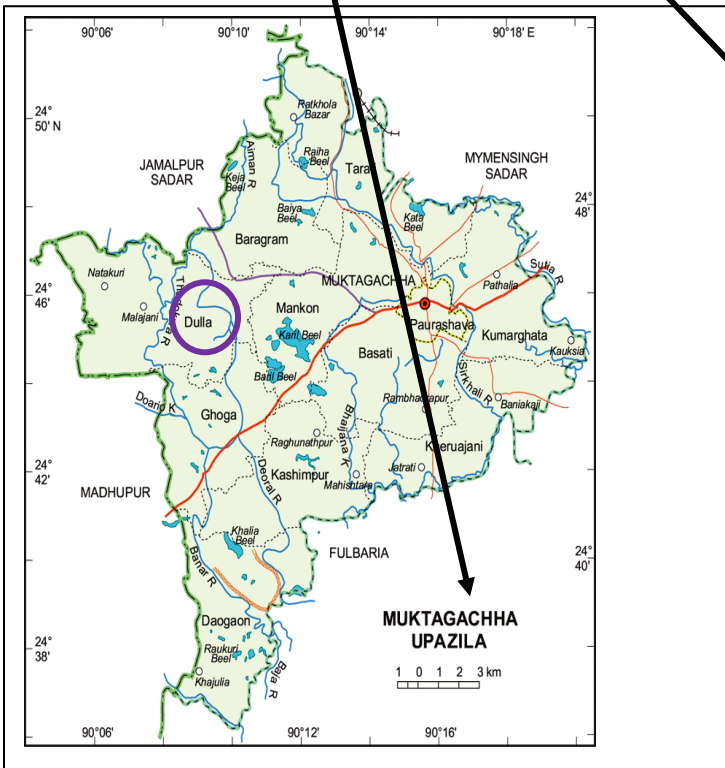 90°06'
90°10'
90°14'
90°18' E
24°
50' N
Ratkhola
Bazar
JAMALPUR
SADAR
Aiman R
Raiha
Beel
Keja
Beel
MYMENSINGH
SADAR
24°
48'
Baiya
Beel
Kata
Beel
Baragram
Natakuri
MUKTAGACHHA
Sutia R
Pathalia
24°
46'
Malajani
Dulla
Mankon
Karil Beel
Paurashava
Kumarghata
Kauksia
Basati
Baril Beel
Sirkhali R
Baniakaji
Doario K
Ghoga
Bhaijana K
Raghunathpur
Jatrati
24°
42'
Kashimpur
Mahishtara
Deoral R
MADHUPUR
Khalia
Beel
FULBARIA
24°
40'
Banar R
Daogaon
MUKTAGACHHA
UPAZILA
24°
38'
Raukuri
Beel
Khajulia
Baja R
1 0 1 2 3 km
90°06'
90°10'
90°12'
90°16'